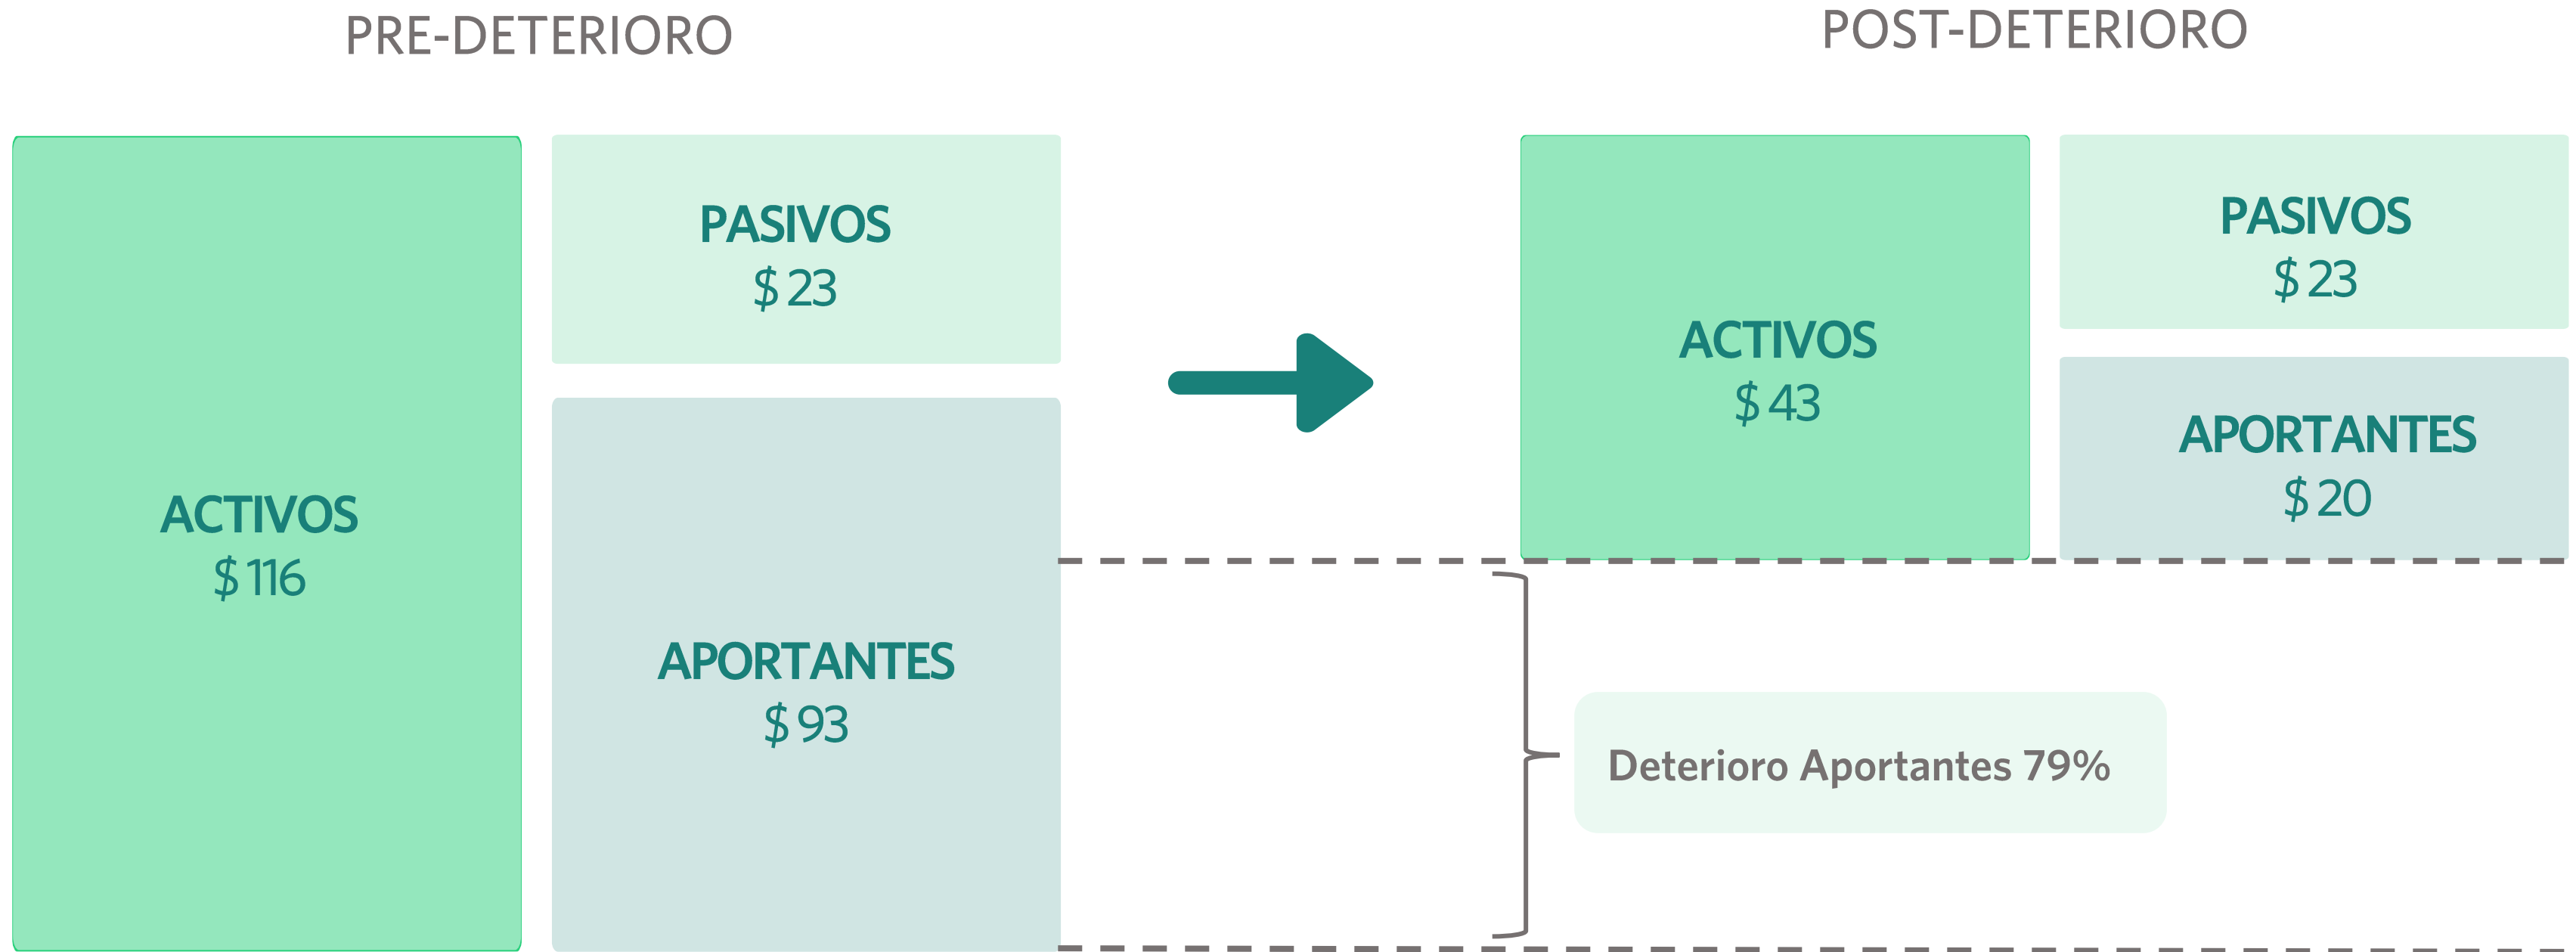 PRE-DETERIORO
POST-DETERIORO
ACTIVOS
$ 116
PASIVOS
$ 23
APORTANTES
$ 93
ACTIVOS
$ 43
PASIVOS
$ 23
APORTANTES
$ 20
Deterioro Aportantes 79%